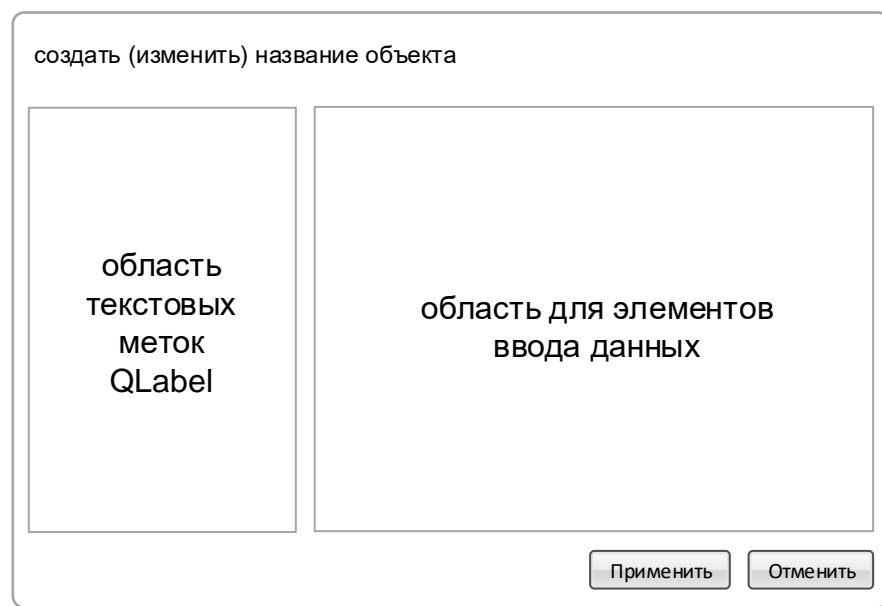 создать (изменить) название объекта
область
текстовых
меток
QLabel
область для элементов
ввода данных
Применить
Отменить